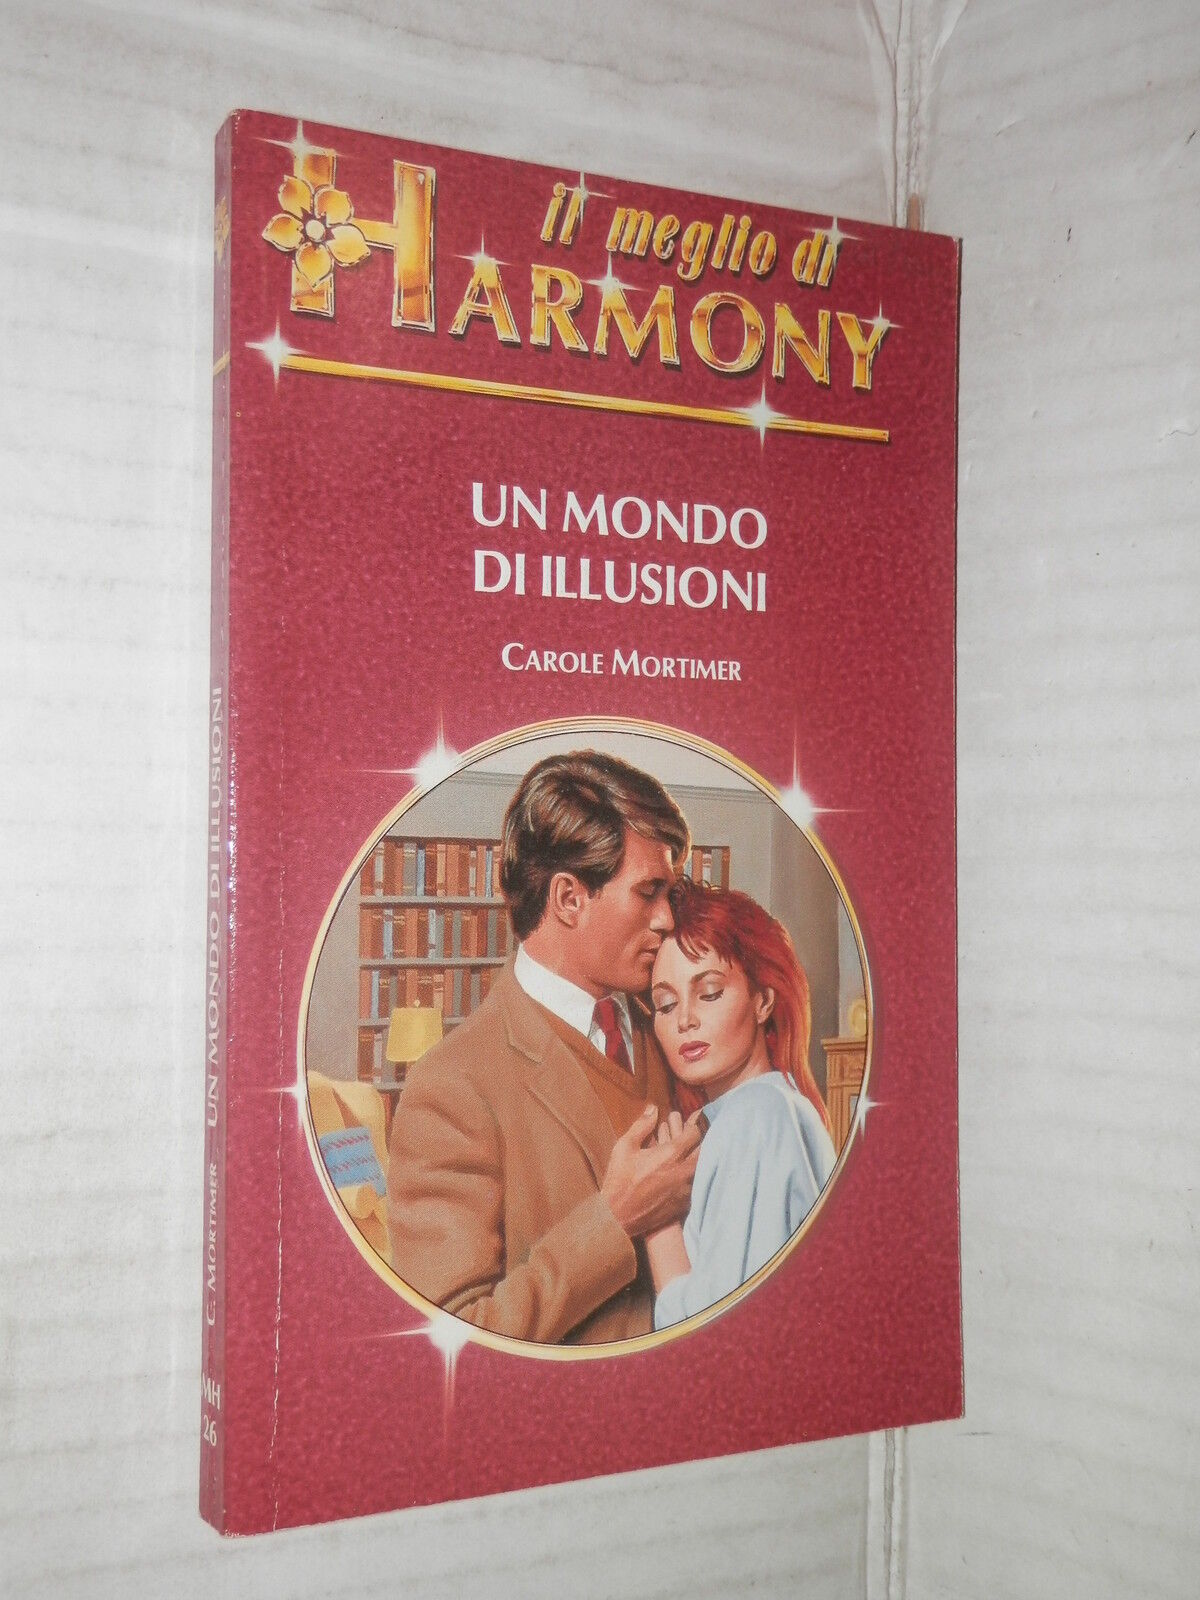 il meglio di
HARMONY
UN MONDO
DI ILLUSIONI
CAROLE MORTIMER
C. MORTIMER - UN MONDO DI ILLUSIONI
MH
26